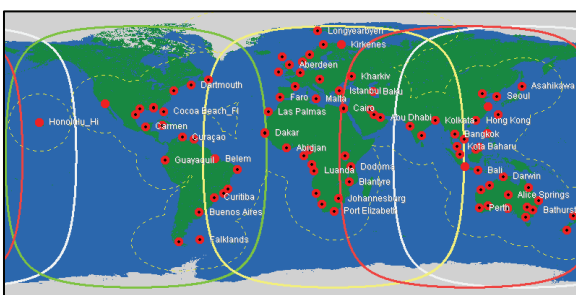 Longyearbyen
Kirkenes
Aberdeen
Dartmouth
Kharkiv
Asahikawa
Istanbul Baku
Seoul
Faro
Malta
Cocoa Beach_Fl
Las Palmas
Cairo
Abu Dhabi
Kolkata
Hong Kong
Honolulu_Hi
Carmen
Dakar
Bangkok
Curaçao
Abidjan
Kota Baharu
Guayaquil
Belem
Dodoma
Luanda
Bali
Darwin
Blantyre
Curitiba
Johannesburg
Alice Springs
Buenos Aires
Port Elizabeth
Perth
Bathurst
Falklands